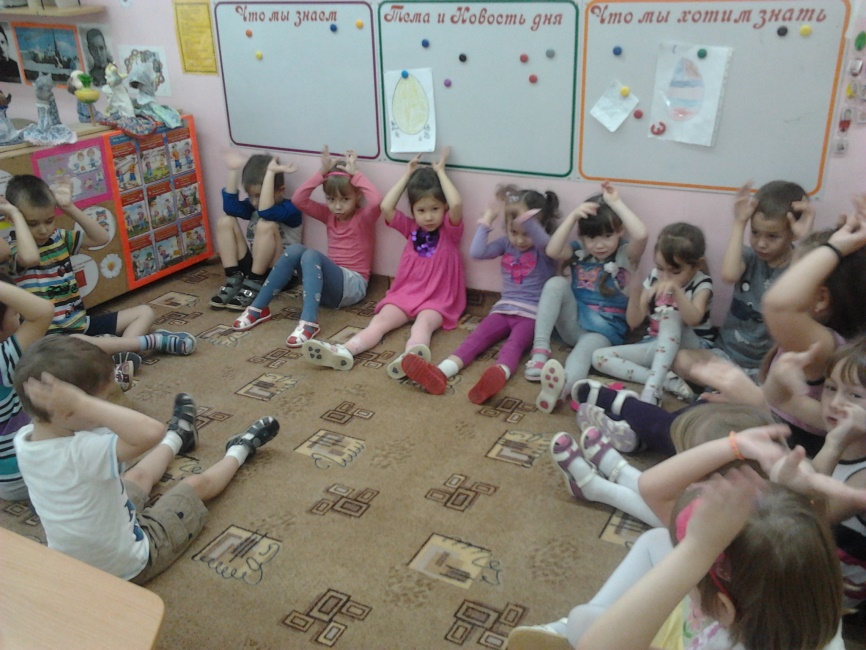 Что мы знаем
Тема и Новость дня
Что мы хотим знать